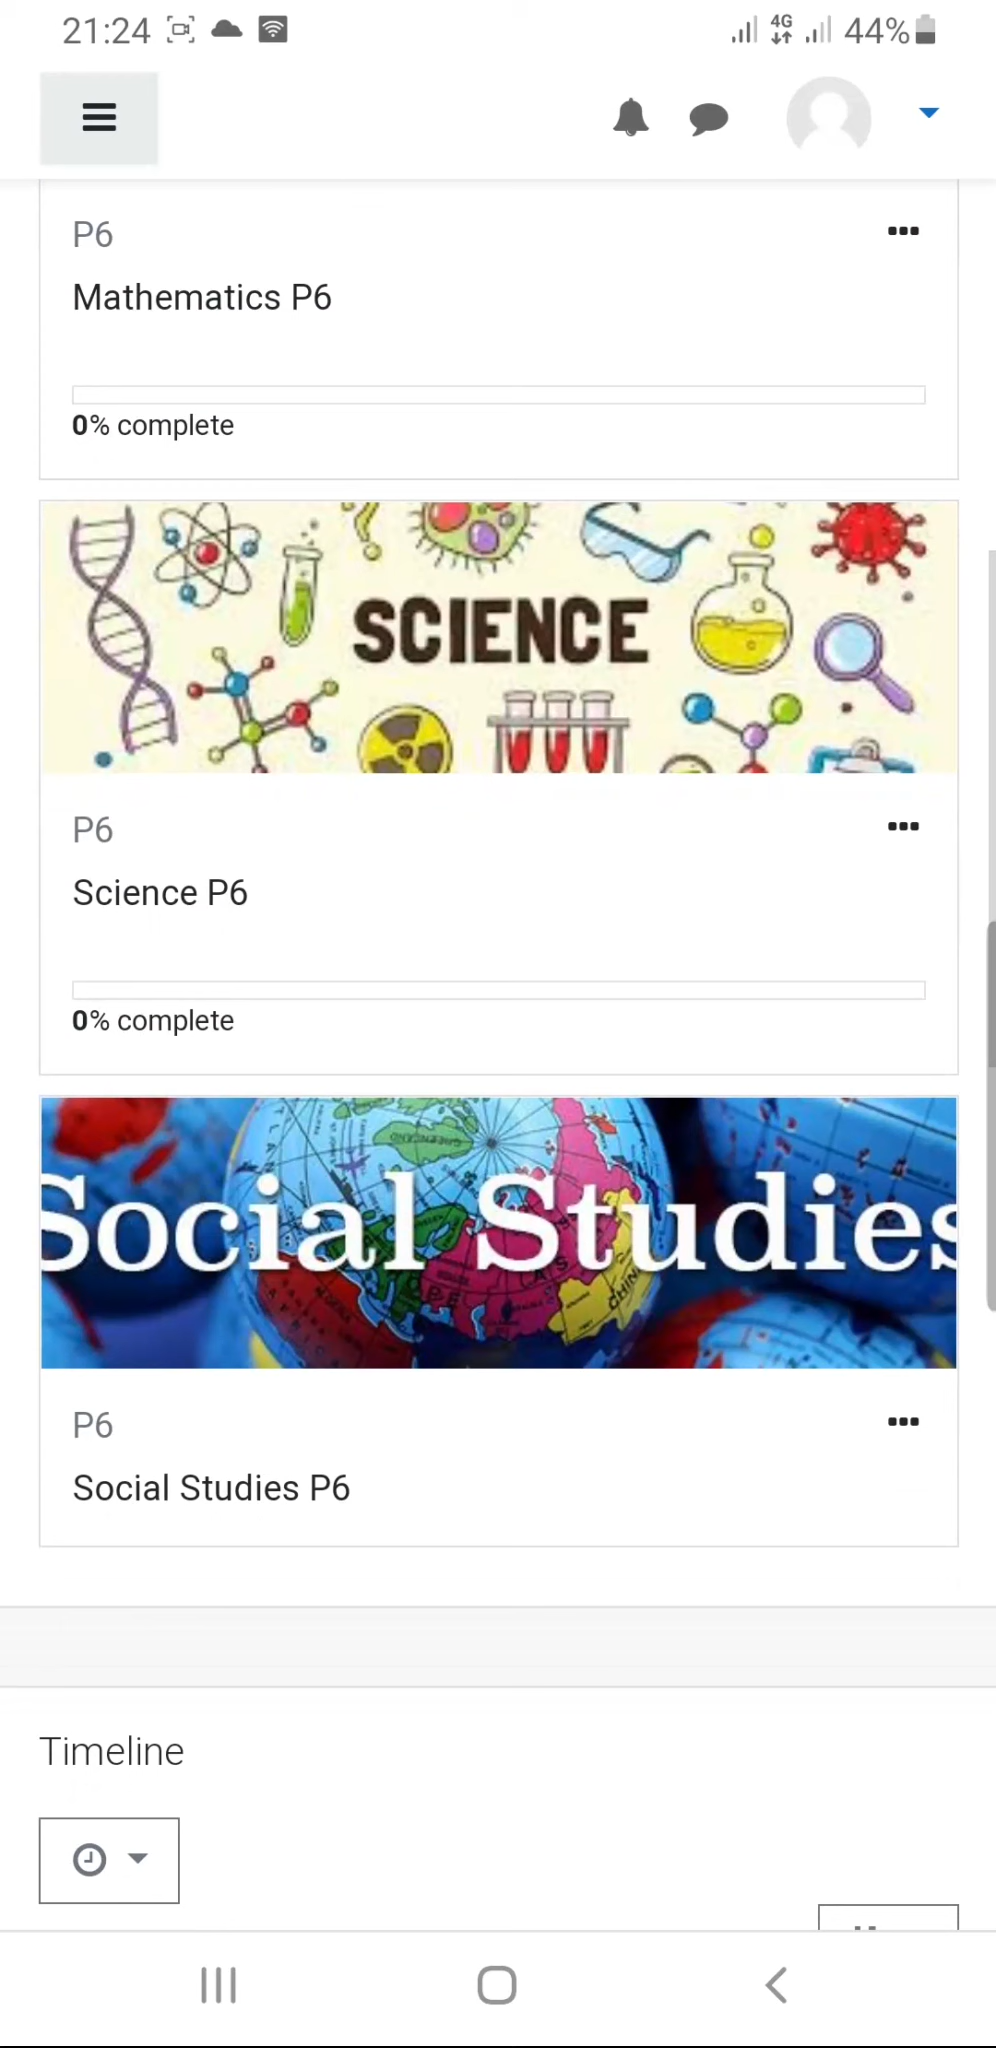 21:24
4G
44%
P6
Mathematics P6
0% complete
SCIENCE
P6
Science P6
0% complete
Social Studies
P6
Social Studies P6
Timeline